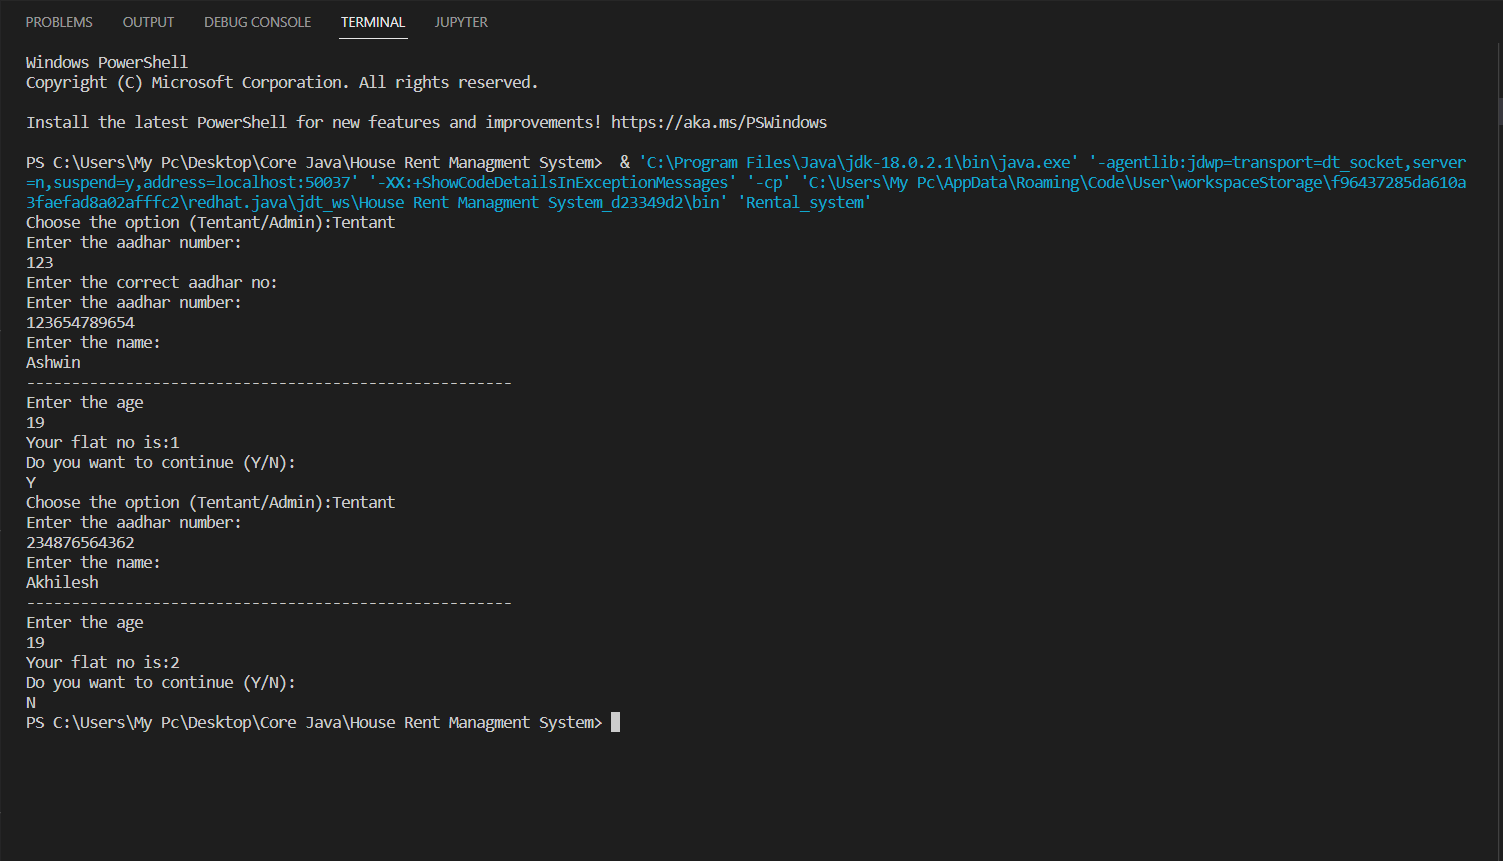 PROBLEMS OUTPUT DEBUG CONSOLE TERMINAL JUPYTER
Windows PowerShell
Copyright (C) Microsoft Corporation. All rights reserved.
Install the latest PowerShell for new features and improvements! https://aka.ms/PSWindows
PS C:\Users\My Pc\Desktop\Core Java\House Rent Managment System>  & 'C:\Program Files\Java\jdk-18.0.2.1\bin\java.exe' '-agentlib:jdwp=transport=dt_socket,server
=n,suspend=y,address=localhost:50037' '-XX:+ShowCodeDetailsInExceptionMessages' '-cp' 'C:\Users\My Pc\AppData\Roaming\Code\User\workspaceStorage\f96437285da610a
3faefad8a02afffc2\redhat.java\jdt_ws\House Rent Managment System_d23349d2\bin' 'Rental_system'
Choose the option (Tentant/Admin):Tentant
Enter the aadhar number:
123
Enter the correct aadhar no:
Enter the aadhar number:
123654789654
Enter the name:
Ashwin
------------------------------------------------------
Enter the age
19
Your flat no is:1
Do you want to continue (Y/N):
Y
Choose the option (Tentant/Admin):Tentant
Enter the aadhar number:
234876564362
Enter the name:
Akhilesh
------------------------------------------------------
Enter the age
19
Your flat no is:2
Do you want to continue (Y/N):
N
PS C:\Users\My Pc\Desktop\Core Java\House Rent Managment System>